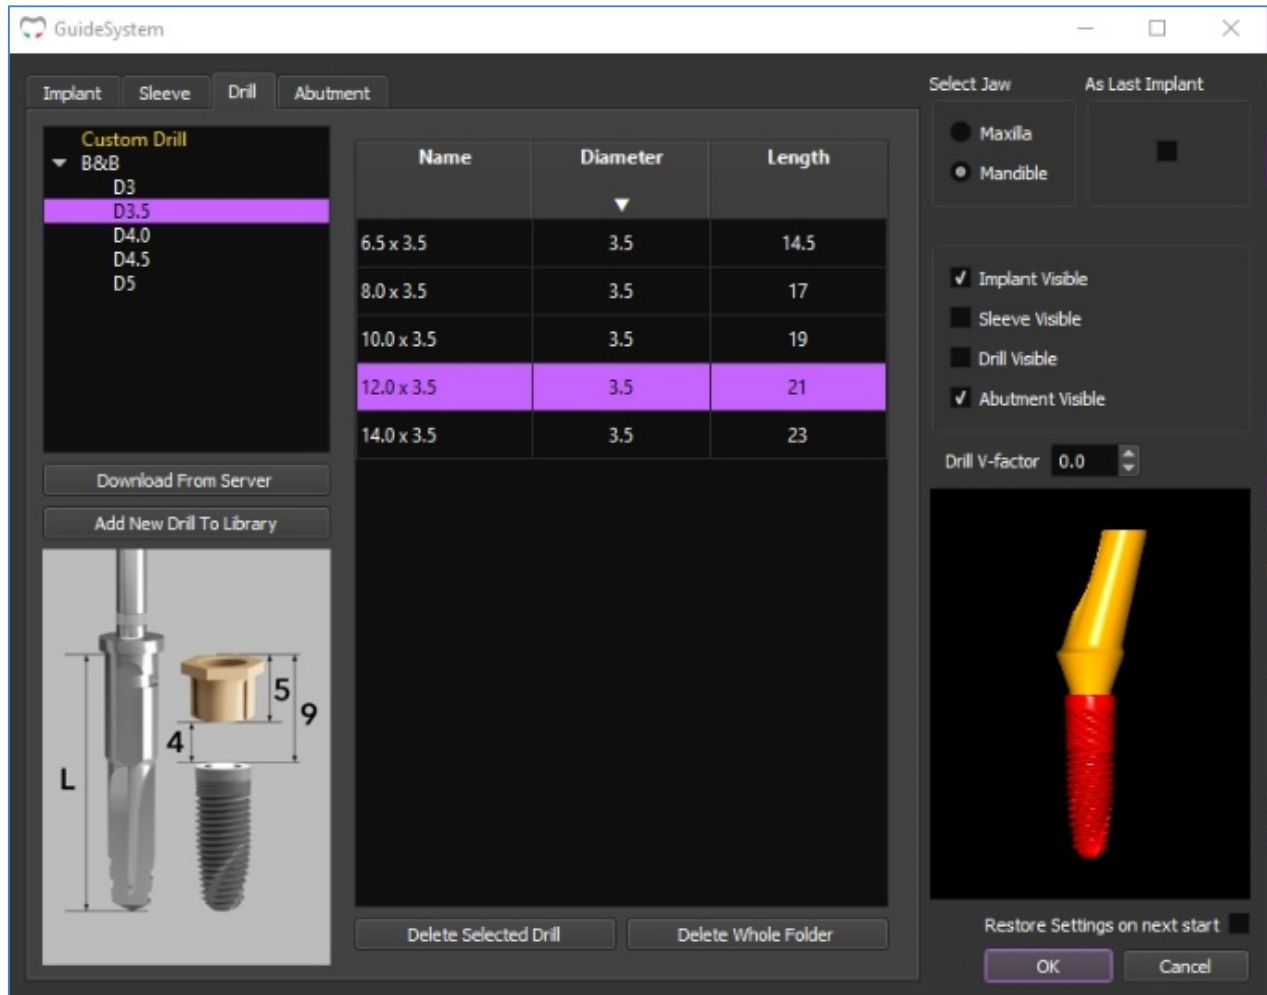 GuideSystem
Implant Sleeve Drill Abutment
Custom Drill
B&B
D3
D3.5
D4.0
D4.5
D5
Download From Server
Add New Drill To Library
L
4
5
9
Name Diameter Length
6.5 x 3.5 3.5 14.5
8.0 x 3.5 3.5 17
10.0 x 3.5 3.5 19
12.0 x 3.5 3.5 21
14.0 x 3.5 3.5 23
Delete Selected Drill Delete Whole Folder
Select Jaw As Last Implant
Maxilla
Mandible
Implant Visible
Sleeve Visible
Drill Visible
Abutment Visible
Drill V-factor 0.0
Restore Settings on next start
OK Cancel